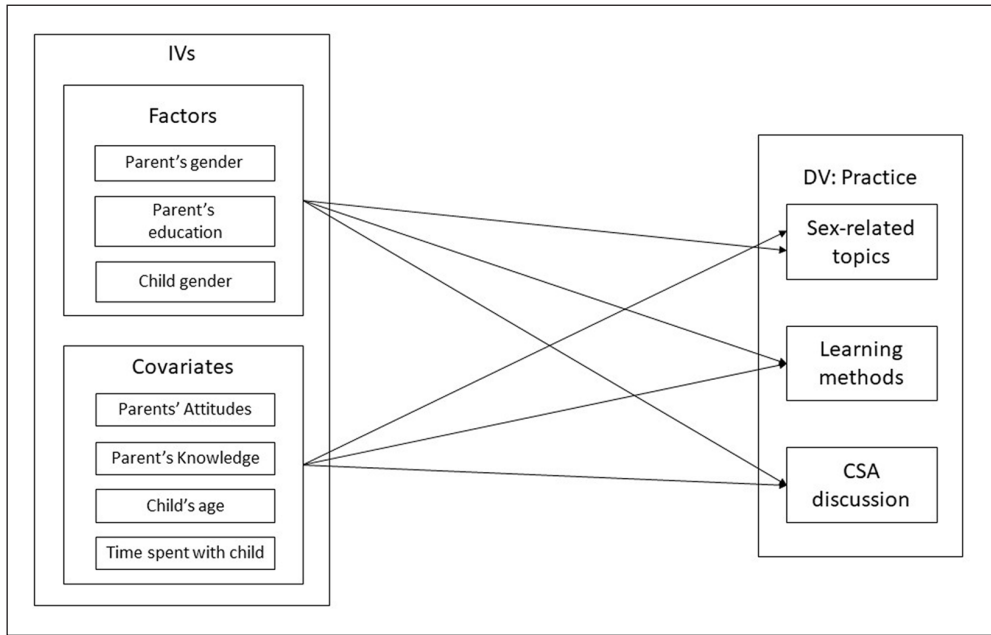 IVs
Factors
Parent’s gender
Parent’s
education
Child gender
Covariates
Parents’ Attitudes
Parent’s Knowledge
Child’s age
Time spent with child
DV: Practice
Sex-related
topics
Learning
methods
CSA
discussion